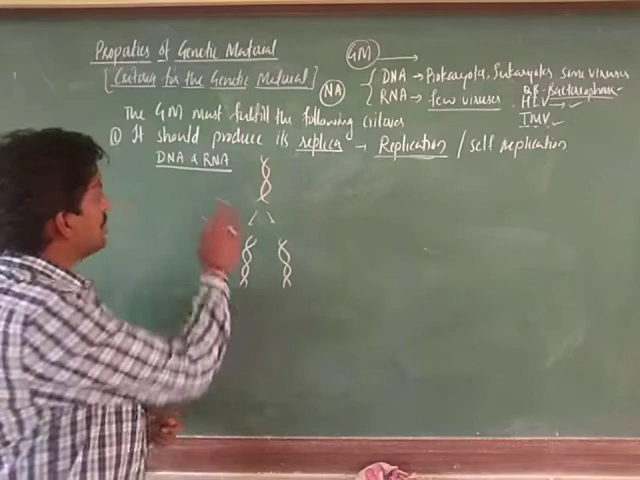 Properties of Genetic Material
[Criteria for the Genetic Material]
GM →
NA
DNA → Prokaryotes, Eukaryotes some viruses
RNA → few viruses
Qβ - Bacteriophage
HIV ✓
TMV ✓
The GM must fulfill the following criteria
① It should produce its replica → Replication / self replication
DNA & RNA